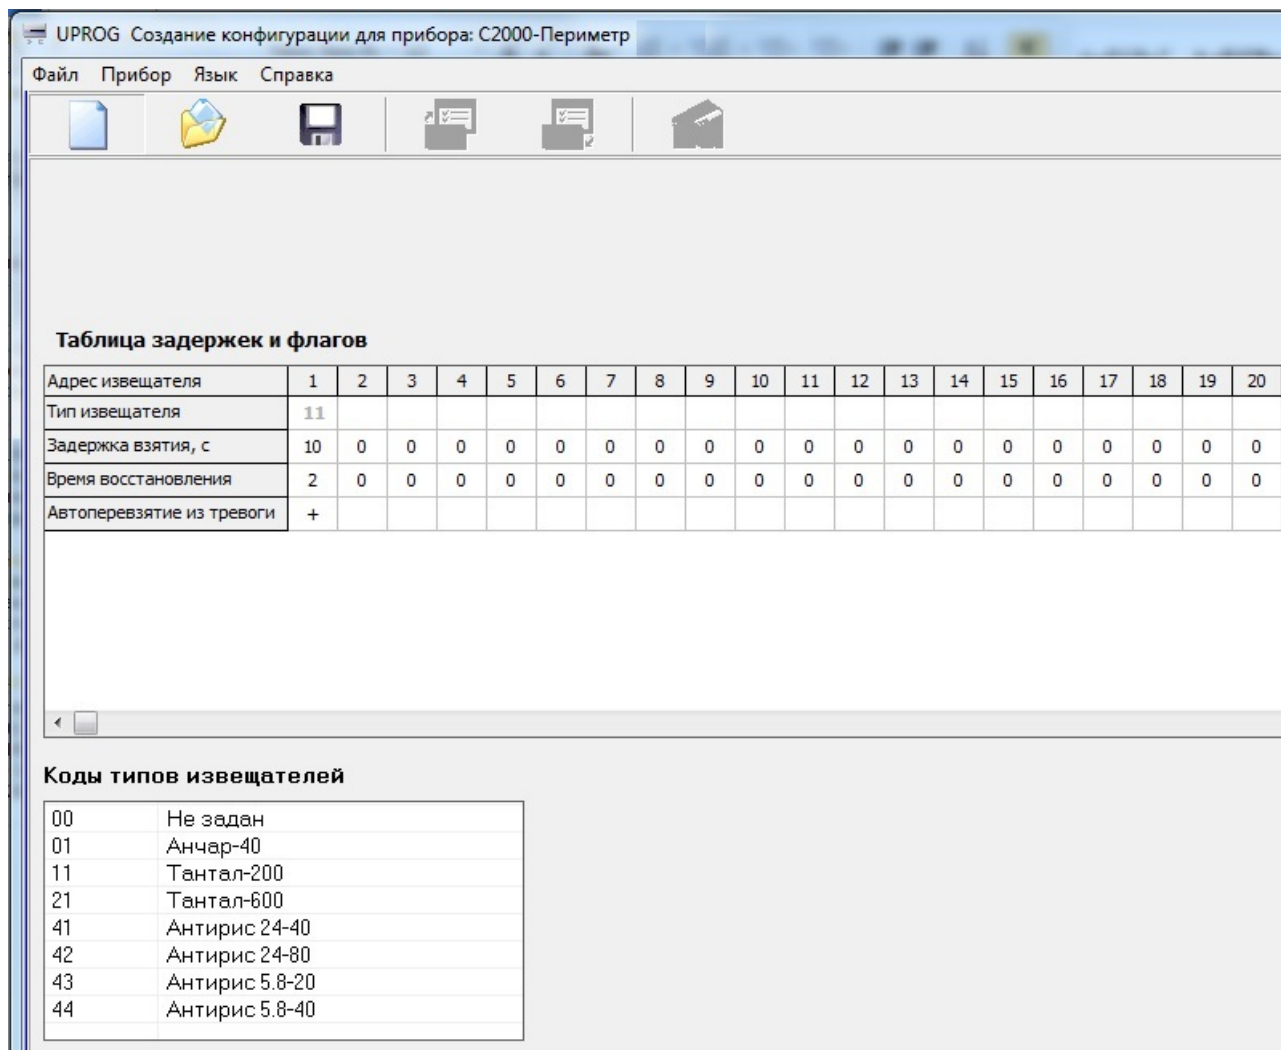 UPROG Создание конфигурации для прибора: С2000-Периметр
Файл Прибор Язык Справка
Таблица задержек и флагов
Адрес извещателя 1 2 3 4 5 6 7 8 9 10 11 12 13 14 15 16 17 18 19 20
Тип извещателя 11
Задержка взятия, с 10 0 0 0 0 0 0 0 0 0 0 0 0 0 0 0 0 0 0 0
Время восстановления 2 0 0 0 0 0 0 0 0 0 0 0 0 0 0 0 0 0 0 0
Автоперевзятие из тревоги +
Коды типов извещателей
00 Не задан
01 Анчар-40
11 Тантал-200
21 Тантал-600
41 Антирис 24-40
42 Антирис 24-80
43 Антирис 5.8-20
44 Антирис 5.8-40